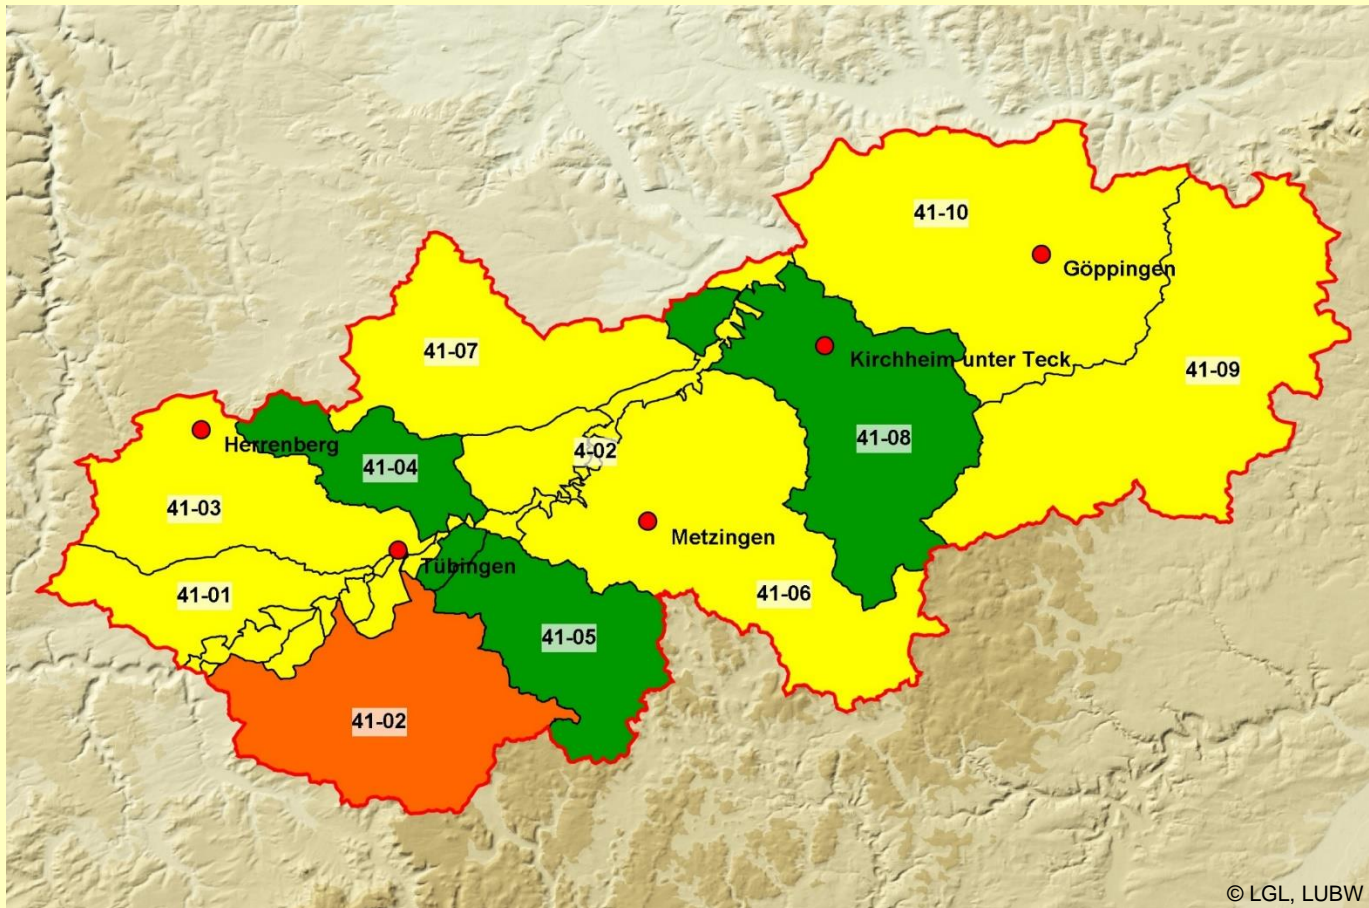 41-10
Göppingen
41-07
Kirchheim unter Teck
41-09
Herrenberg
4-02
41-08
41-04
41-03
Metzingen
Tübingen
41-01
41-06
41-05
41-02
© LGL, LUBW